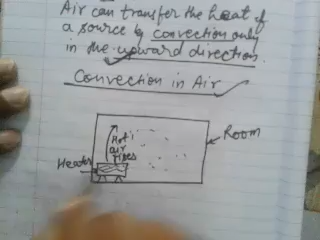 Air can transfer the heat of
a source by convection only
in the upward direction.
Convection in Air
Room
Hot
air
rises
Heater